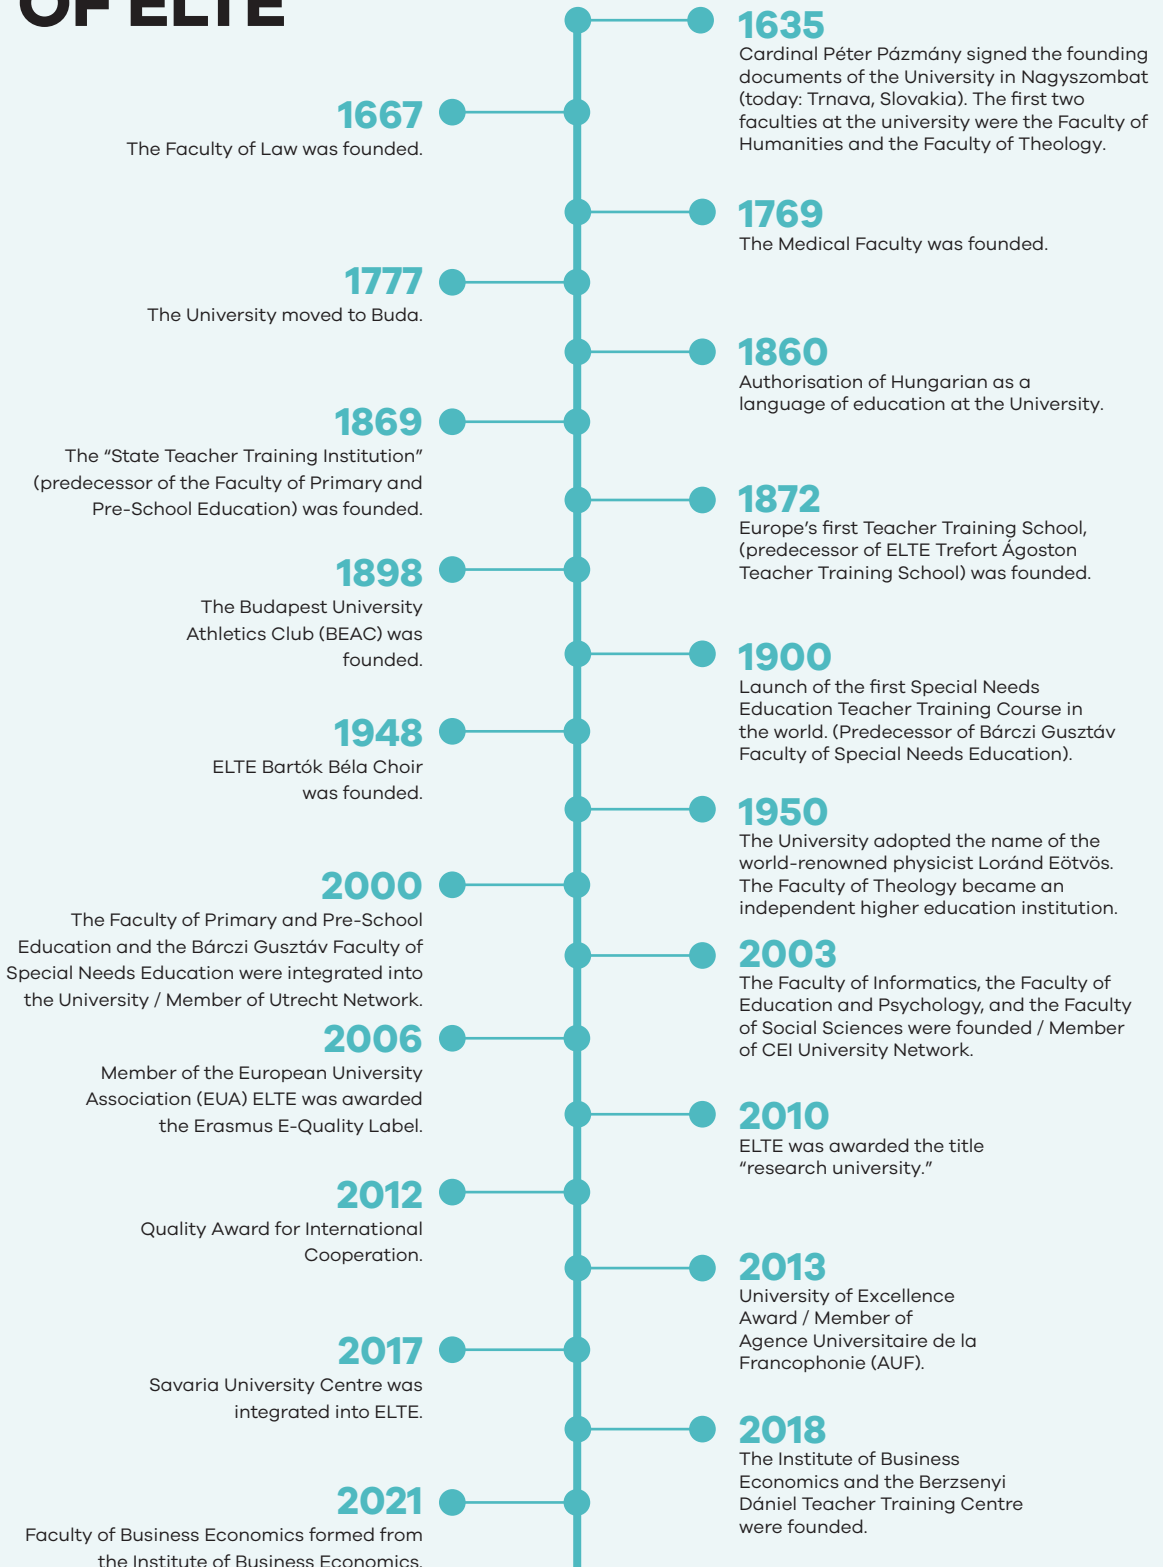 OF ELTE
1635
Cardinal Péter Pázmány signed the founding
documents of the University in Nagyszombat
(today: Trnava, Slovakia). The first two
faculties at the university were the Faculty of
Humanities and the Faculty of Theology.
1667
The Faculty of Law was founded.
1769
The Medical Faculty was founded.
1777
The University moved to Buda.
1860
Authorisation of Hungarian as a
language of education at the University.
1869
The “State Teacher Training Institution”
(predecessor of the Faculty of Primary and
Pre-School Education) was founded.
1872
Europe’s first Teacher Training School,
(predecessor of ELTE Trefort Ágoston
Teacher Training School) was founded.
1898
The Budapest University
Athletics Club (BEAC) was
founded.
1900
Launch of the first Special Needs
Education Teacher Training Course in
the world. (Predecessor of Bárczi Gusztáv
Faculty of Special Needs Education).
1948
ELTE Bartók Béla Choir
was founded.
1950
The University adopted the name of the
world-renowned physicist Loránd Eötvös.
The Faculty of Theology became an
independent higher education institution.
2000
The Faculty of Primary and Pre-School
Education and the Bárczi Gusztáv Faculty of
Special Needs Education were integrated into
the University / Member of Utrecht Network.
2003
The Faculty of Informatics, the Faculty of
Education and Psychology, and the Faculty
of Social Sciences were founded / Member
of CEI University Network.
2006
Member of the European University
Association (EUA) ELTE was awarded
the Erasmus E-Quality Label.
2010
ELTE was awarded the title
“research university.”
2012
Quality Award for International
Cooperation.
2013
University of Excellence
Award / Member of
Agence Universitaire de la
Francophonie (AUF).
2017
Savaria University Centre was
integrated into ELTE.
2018
The Institute of Business
Economics and the Berzsenyi
Dániel Teacher Training Centre
were founded.
2021
Faculty of Business Economics formed from
the Institute of Business Economics.